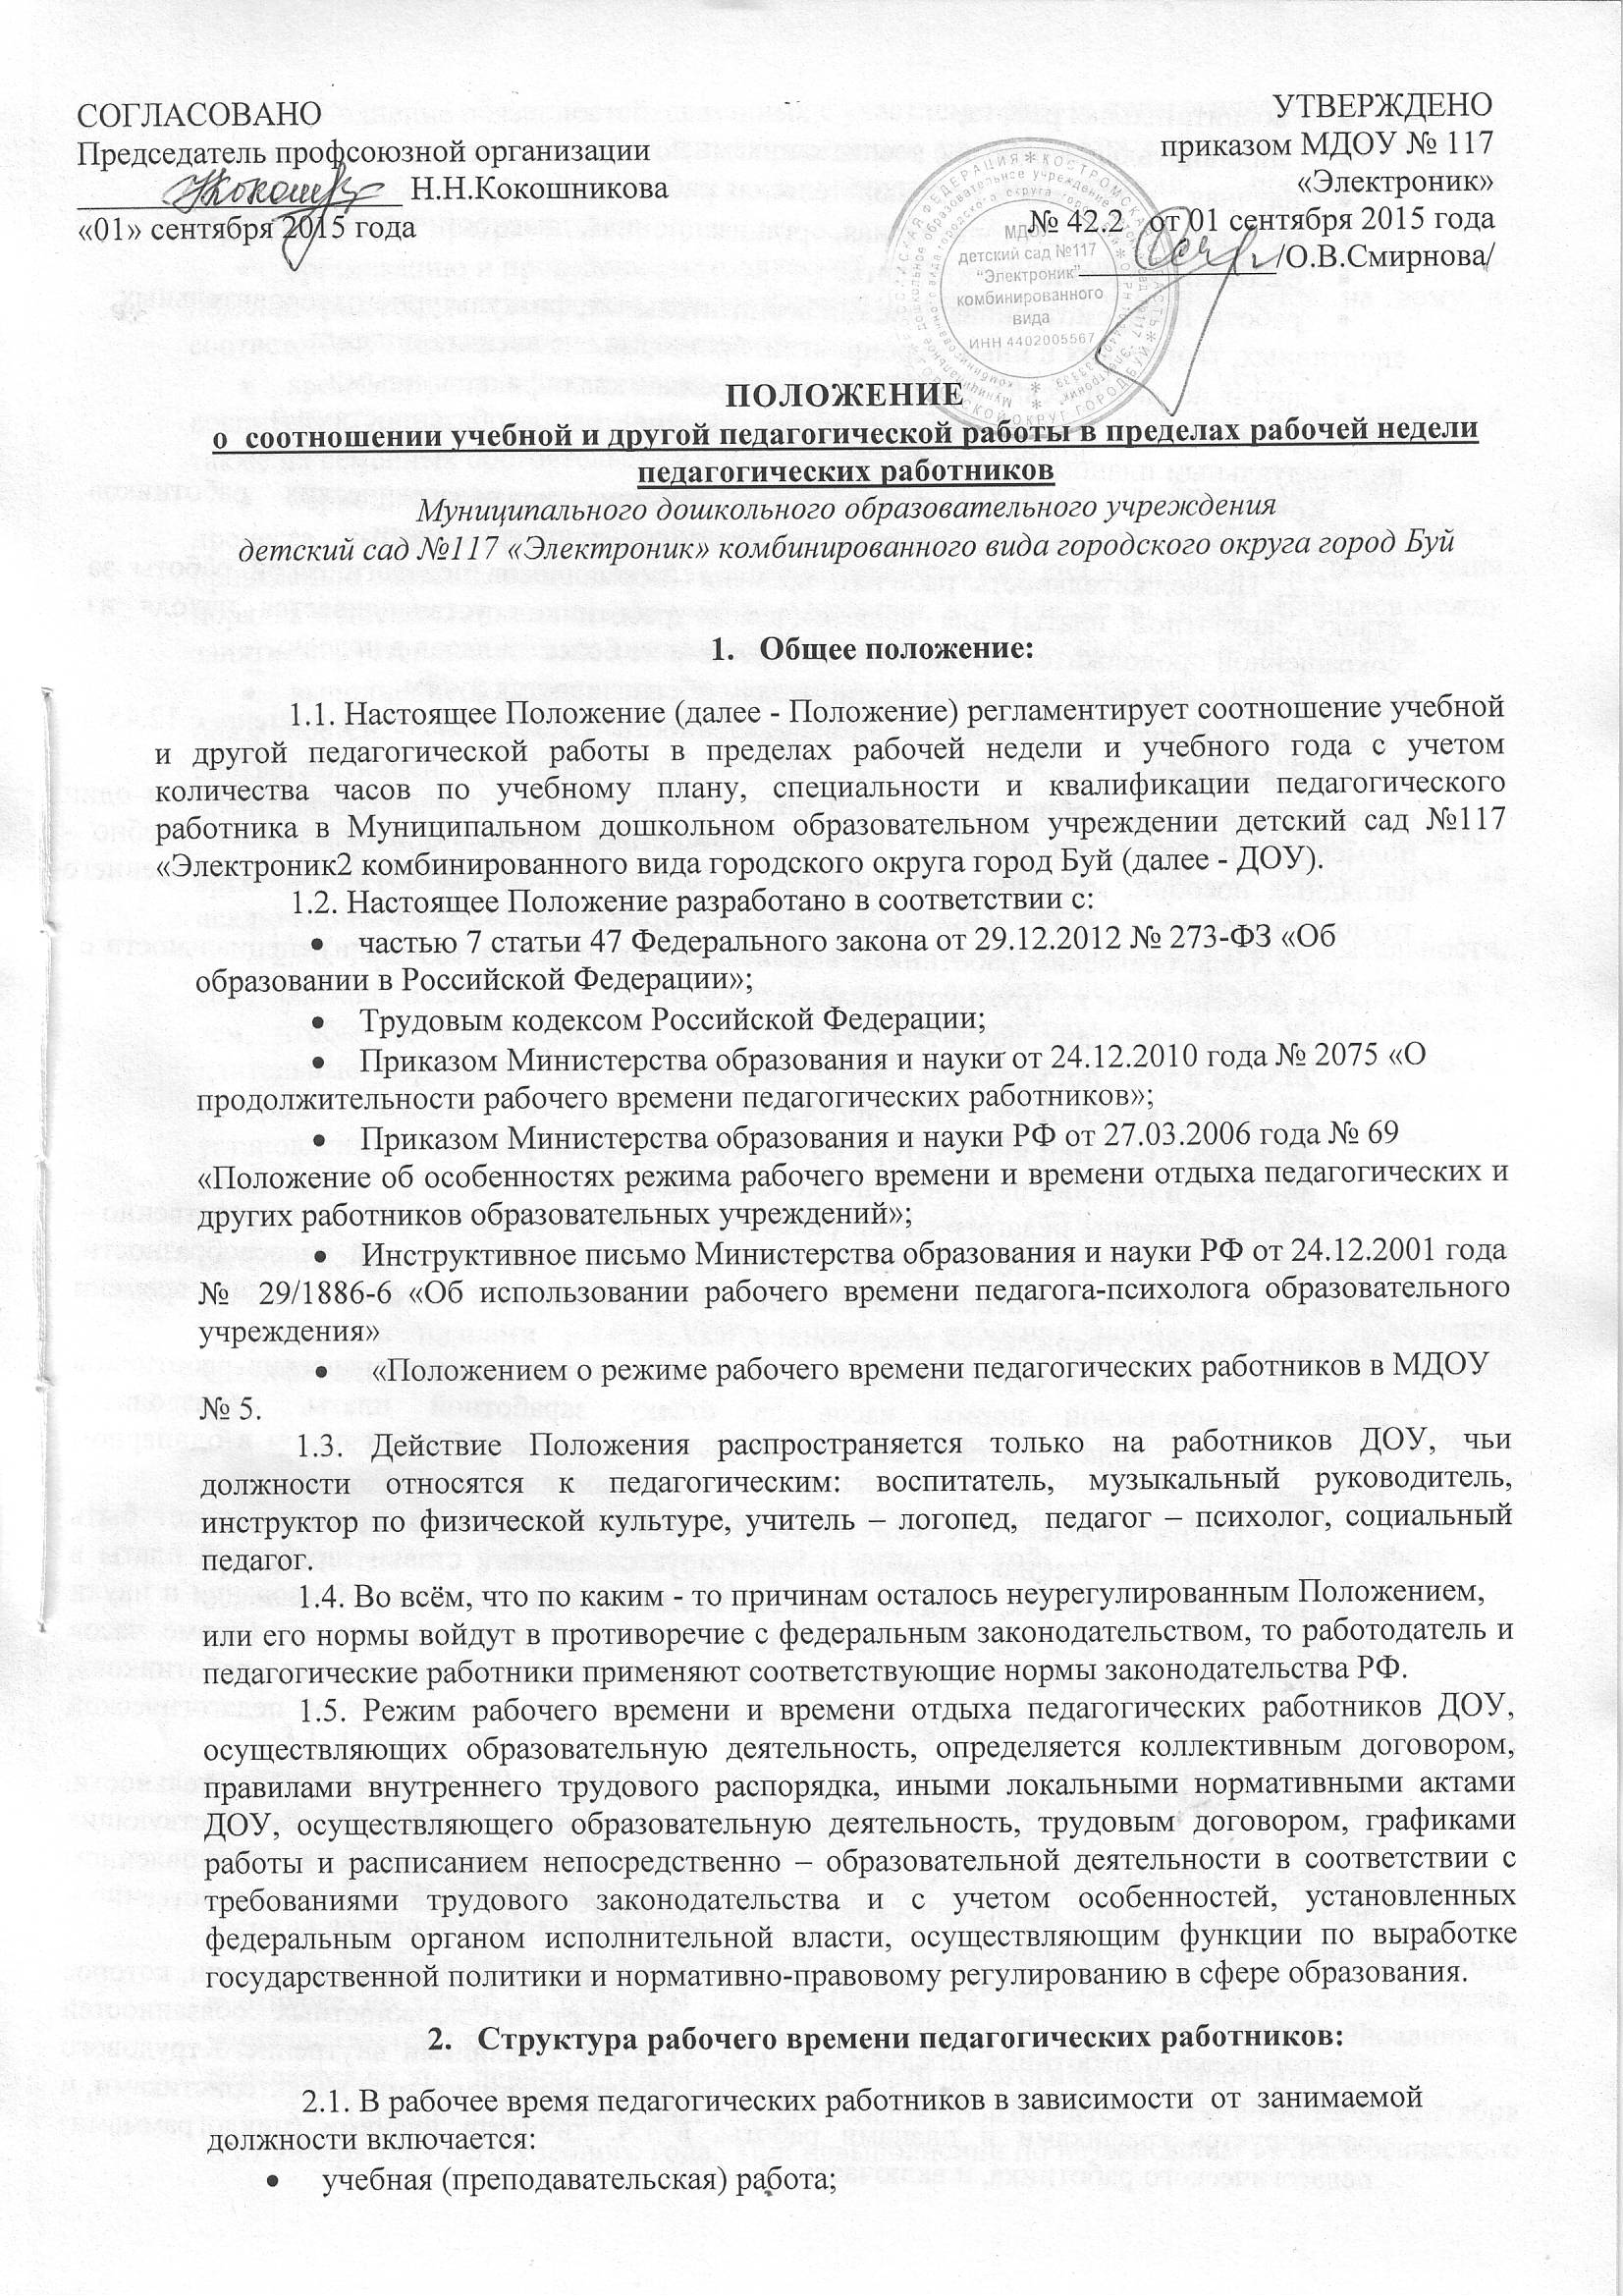 СОГЛАСОВАНО
Председатель профсоюзной организации
Н.Н.Кокошникова
«01» сентября 2015 года
УТВЕРЖДЕНО
приказом МДОУ № 117
«Электроник»
№ 42.2 от 01 сентября 2015 года
/О.В.Смирнова/
МДОУ
детский сад №117
"Электроник"
комбинированного
вида
ИНН 4402005567
ПОЛОЖЕНИЕ
о соотношении учебной и другой педагогической работы в пределах рабочей недели
педагогических работников
Муниципального дошкольного образовательного учреждения
детский сад №117 «Электроник» комбинированного вида городского округа город Буй
1. Общее положение:
1.1. Настоящее Положение (далее - Положение) регламентирует соотношение учебной
и другой педагогической работы в пределах рабочей недели и учебного года с учетом
количества часов по учебному плану, специальности и квалификации педагогического
работника в Муниципальном дошкольном образовательном учреждении детский сад №117
«Электроник2 комбинированного вида городского округа город Буй (далее - ДОУ).
1.2. Настоящее Положение разработано в соответствии с:
• частью 7 статьи 47 Федерального закона от 29.12.2012 № 273-ФЗ «Об
образовании в Российской Федерации»;
• Трудовым кодексом Российской Федерации;
• Приказом Министерства образования и науки от 24.12.2010 года № 2075 «О
продолжительности рабочего времени педагогических работников»;
• Приказом Министерства образования и науки РФ от 27.03.2006 года № 69
«Положение об особенностях режима рабочего времени и времени отдыха педагогических и
других работников образовательных учреждений»;
• Инструктивное письмо Министерства образования и науки РФ от 24.12.2001 года
№ 29/1886-6 «Об использовании рабочего времени педагога-психолога образовательного
учреждения»
• «Положением о режиме рабочего времени педагогических работников в МДОУ
№ 5.
1.3. Действие Положения распространяется только на работников ДОУ, чьи
должности относятся к педагогическим: воспитатель, музыкальный руководитель,
инструктор по физической культуре, учитель – логопед, педагог – психолог, социальный
педагог.
1.4. Во всём, что по каким - то причинам осталось неурегулированным Положением,
или его нормы войдут в противоречие с федеральным законодательством, то работодатель и
педагогические работники применяют соответствующие нормы законодательства РФ.
1.5. Режим рабочего времени и времени отдыха педагогических работников ДОУ,
осуществляющих образовательную деятельность, определяется коллективным договором,
правилами внутреннего трудового распорядка, иными локальными нормативными актами
ДОУ, осуществляющего образовательную деятельность, трудовым договором, графиками
работы и расписанием непосредственно – образовательной деятельности в соответствии с
требованиями трудового законодательства и с учетом особенностей, установленных
федеральным органом исполнительной власти, осуществляющим функции по выработке
государственной политики и нормативно-правовому регулированию в сфере образования.
2. Структура рабочего времени педагогических работников:
2.1. В рабочее время педагогических работников в зависимости от занимаемой
должности включается:
• учебная (преподавательская) работа;